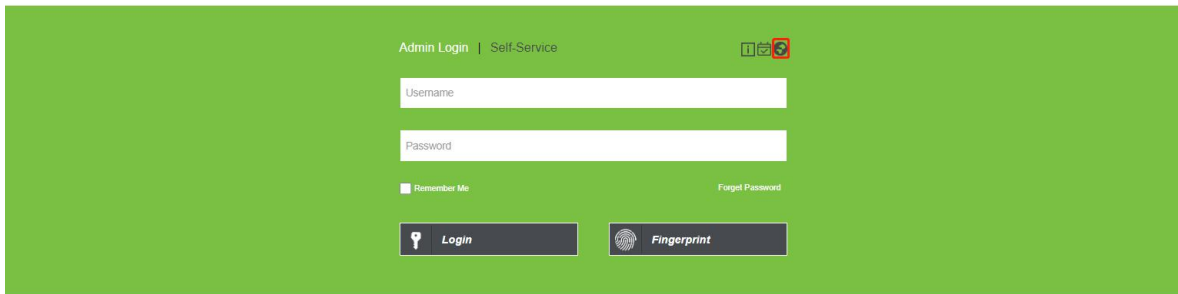 Admin Login | Self-Service
Username
Password
Remember Me Forget Password
Login Fingerprint